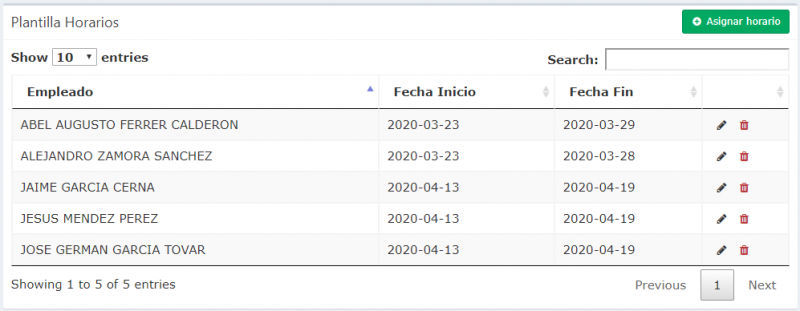 Plantilla Horarios
Asignar horario
Show 10 entries
Search:
Empleado Fecha Inicio Fecha Fin
ABEL AUGUSTO FERRER CALDERON 2020-03-23 2020-03-29
ALEJANDRO ZAMORA SANCHEZ 2020-03-23 2020-03-28
JAIME GARCIA CERNA 2020-04-13 2020-04-19
JESUS MENDEZ PEREZ 2020-04-13 2020-04-19
JOSE GERMAN GARCIA TOVAR 2020-04-13 2020-04-19
Showing 1 to 5 of 5 entries
Previous 1 Next